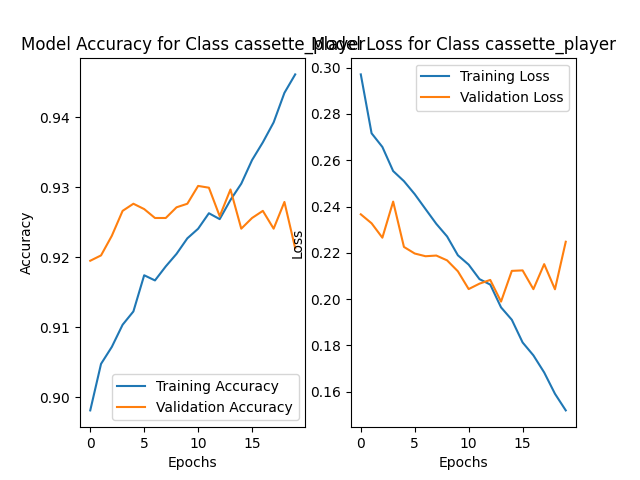 Model Accuracy for Class cassette_player
Model Loss for Class cassette_player
Accuracy
0.94
0.93
0.92
0.91
0.90
Training Accuracy
Validation Accuracy
0 5 10 15
Epochs
Loss
0.30
0.28
0.26
0.24
0.22
0.20
0.18
0.16
Training Loss
Validation Loss
0 5 10 15
Epochs